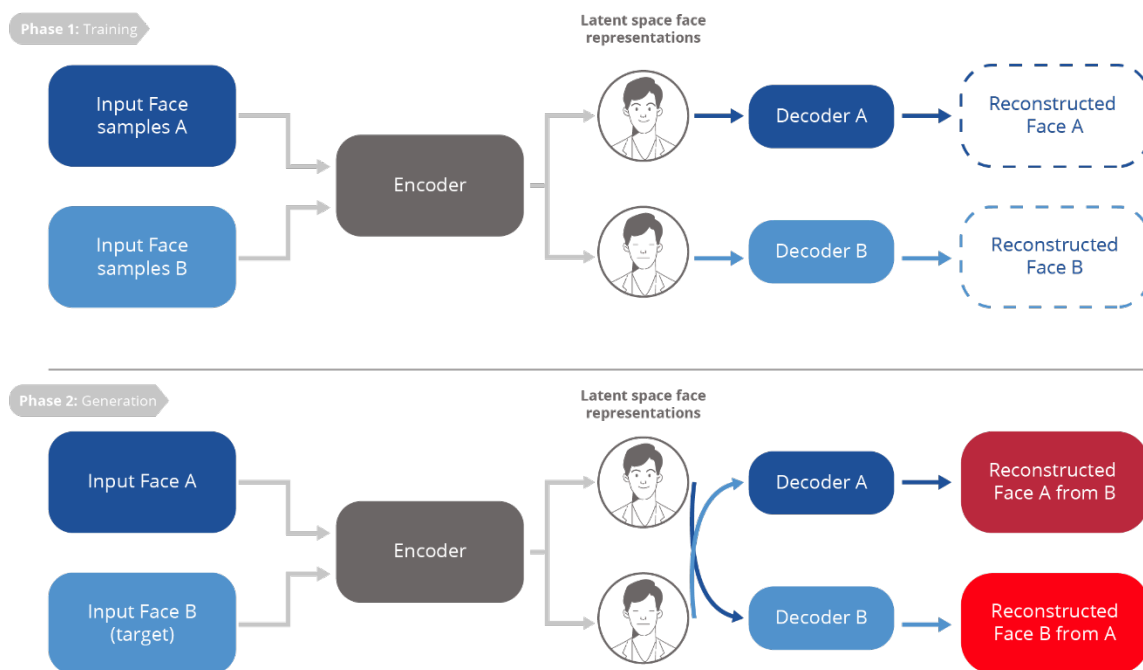 Phase 1: Training
Latent space face
representations
Input Face
samples A
Encoder
Decoder A
Reconstructed
Face A
Input Face
samples B
Decoder B
Reconstructed
Face B
Phase 2: Generation
Latent space face
representations
Input Face A
Encoder
Decoder A
Reconstructed
Face A from B
Input Face B
(target)
Decoder B
Reconstructed
Face B from A